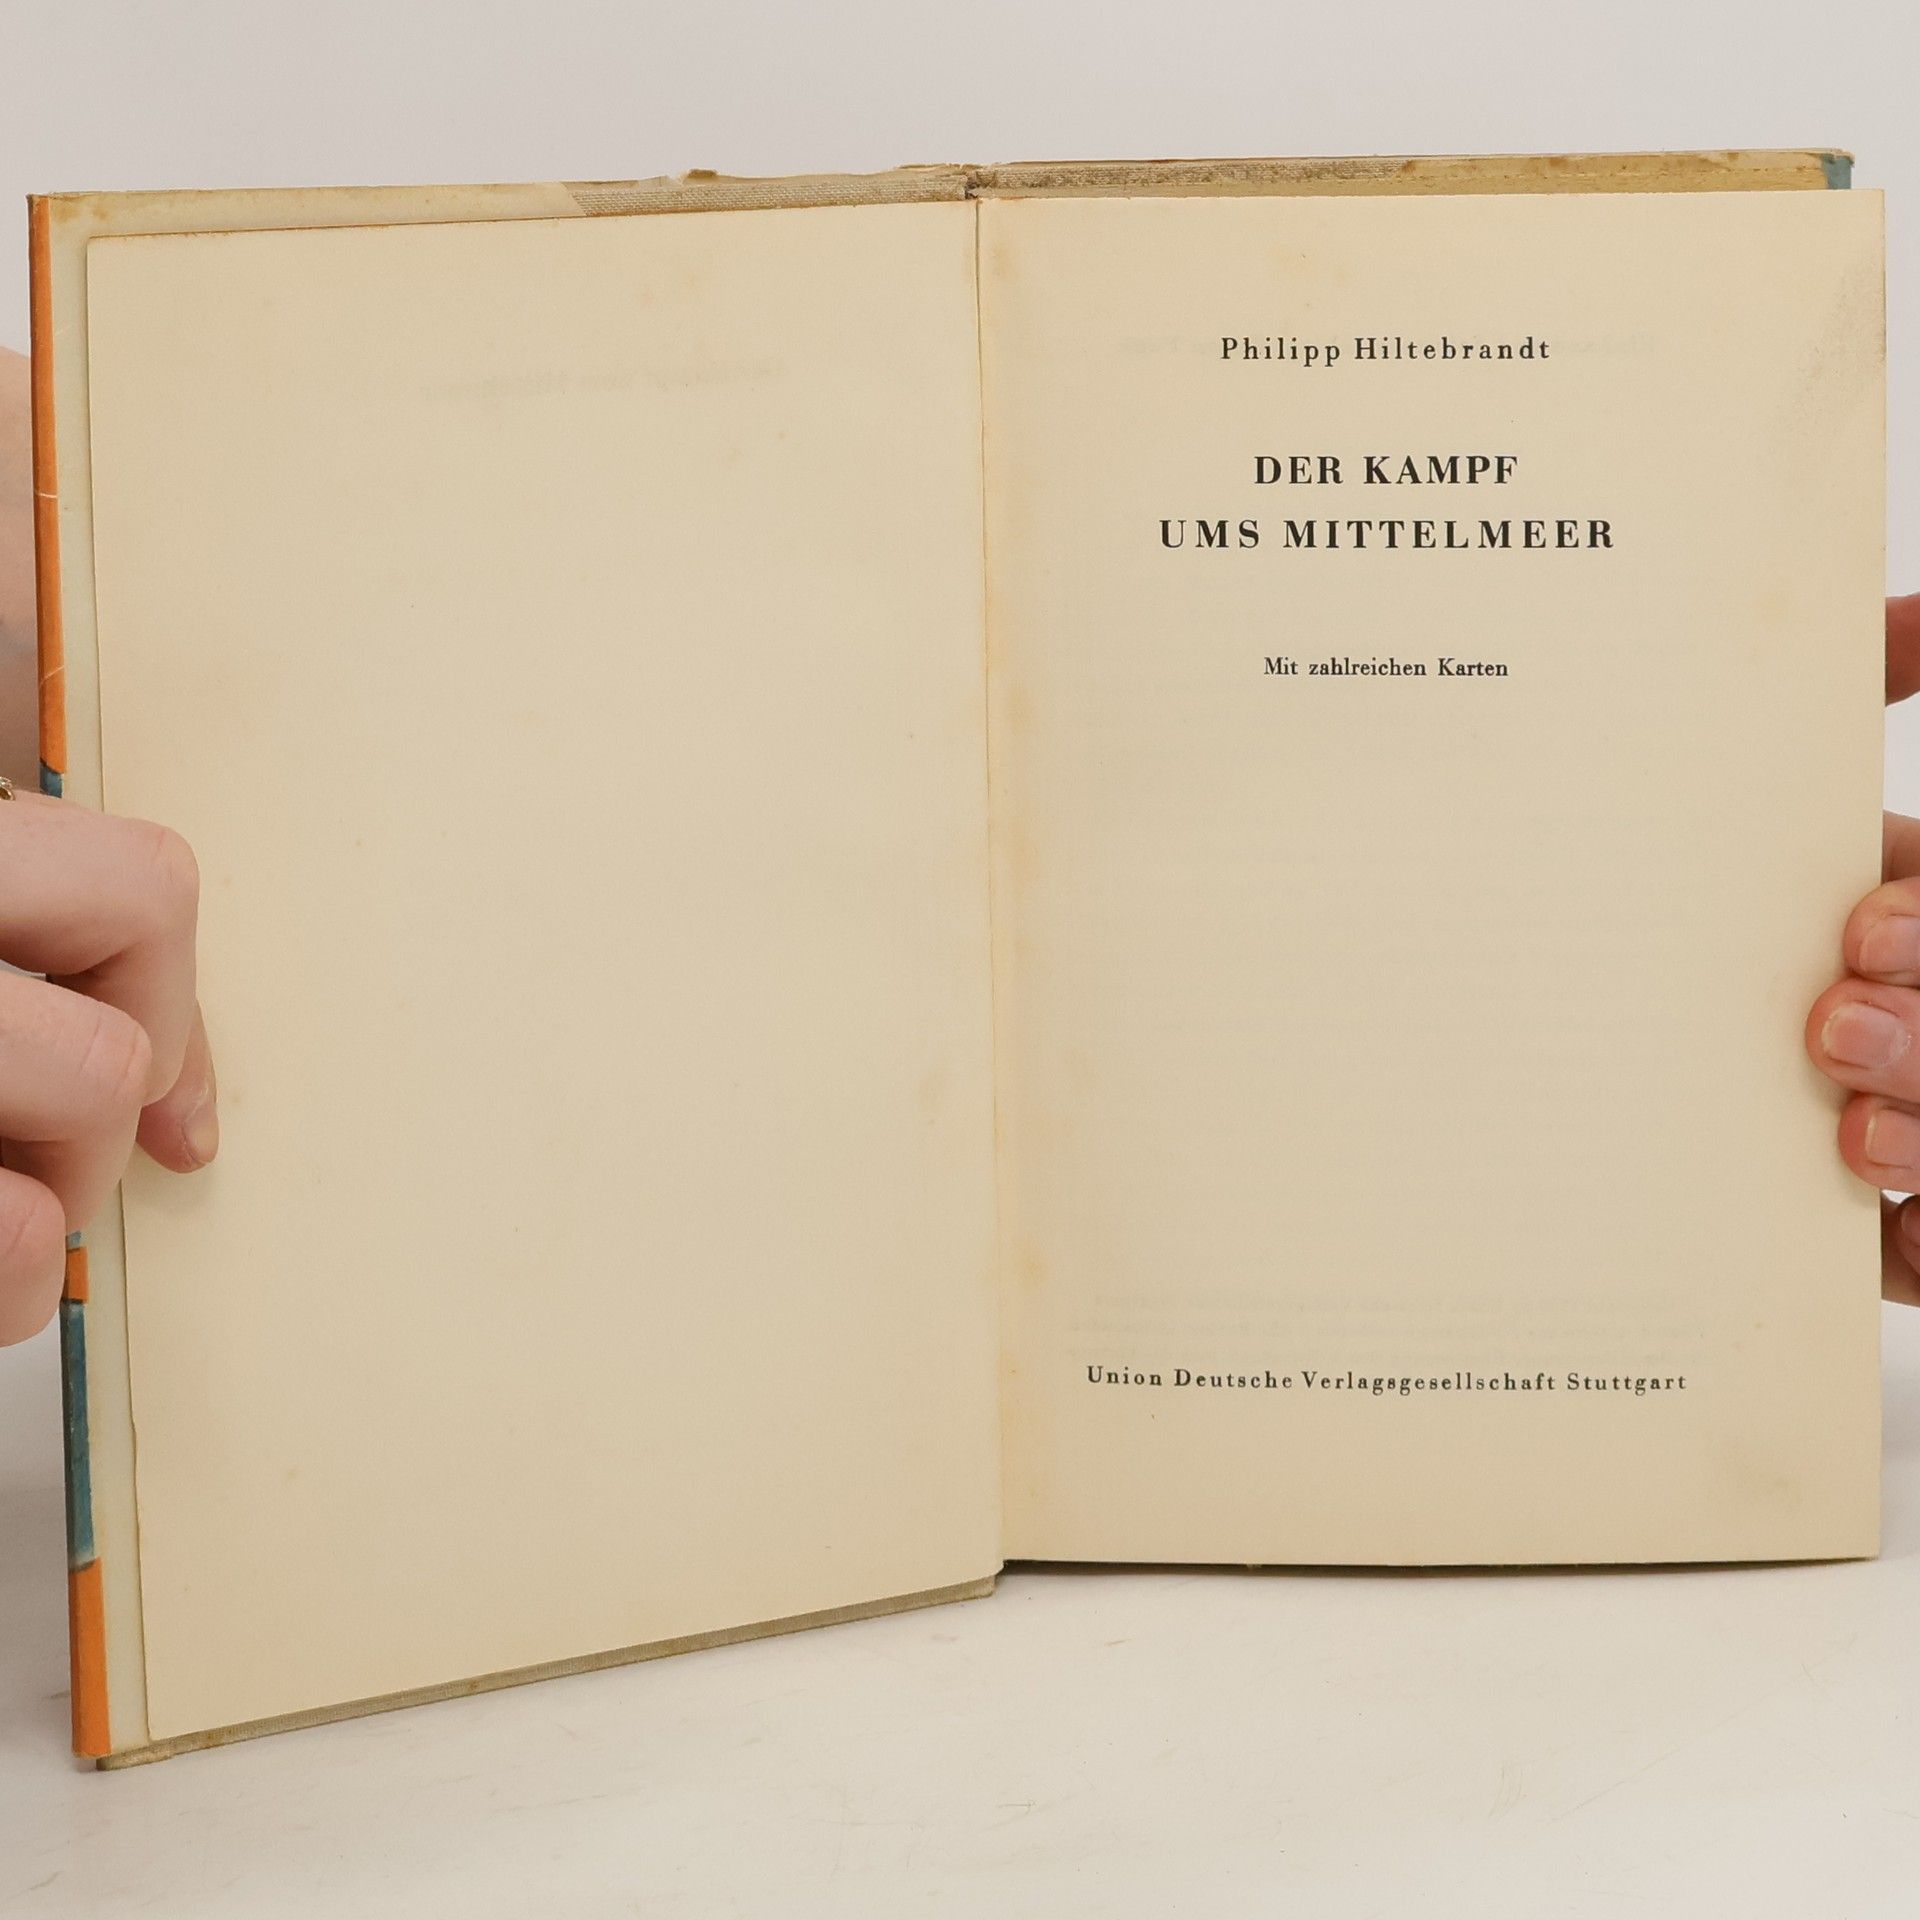 Philipp Hiltebrandt
DER KAMPF
UMS MITTELMEER
Mit zahlreichen Karten
Union Deutsche Verlagsgesellschaft Stuttgart